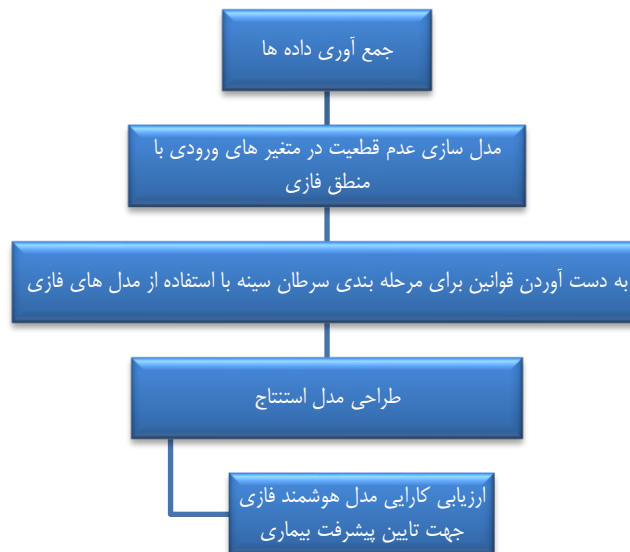 جمع آوری داده ها
مدل سازی عدم قطعیت در متغیر های ورودی با
منطق فازی
به دست آوردن قوانین برای مرحله بندی سرطان سینه با استفاده از مدل های فازی
طراحی مدل استنتاج
ارزیابی کارایی مدل هوشمند فازی
جهت تایین پیشرفت بیماری